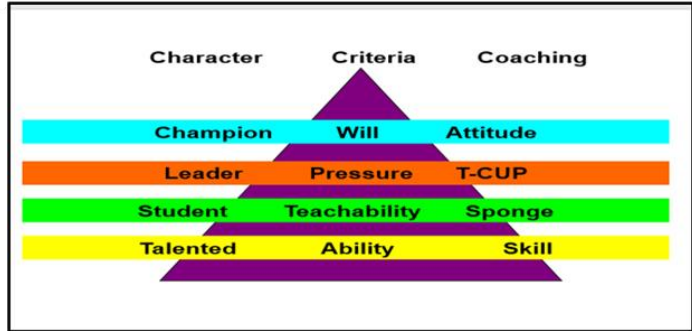 Character Criteria Coaching
Champion Will Attitude
Leader Pressure T-CUP
Student Teachability Sponge
Talented Ability Skill